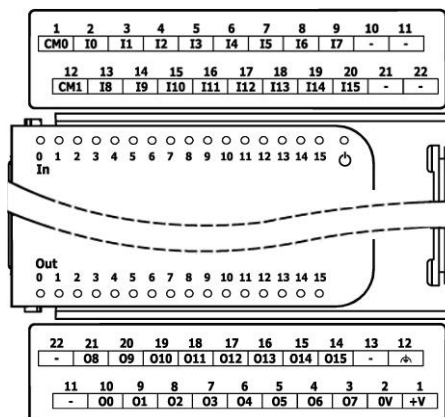 1 2 3 4 5 6 7 8 9 10 11
CM0 I0 I1 I2 I3 I4 I5 I6 I7 - -
12 13 14 15 16 17 18 19 20 21 22
CM1 I8 I9 I10 I11 I12 I13 I14 I15 - -
0 1 2 3 4 5 6 7 8 9 10 11 12 13 14 15
In
Out
0 1 2 3 4 5 6 7 8 9 10 11 12 13 14 15
22 21 20 19 18 17 16 15 14 13 12
- O8 O9 O10 O11 O12 O13 O14 O15 -
11 10 9 8 7 6 5 4 3 2 1
- O0 O1 O2 O3 O4 O5 O6 O7 0V +V